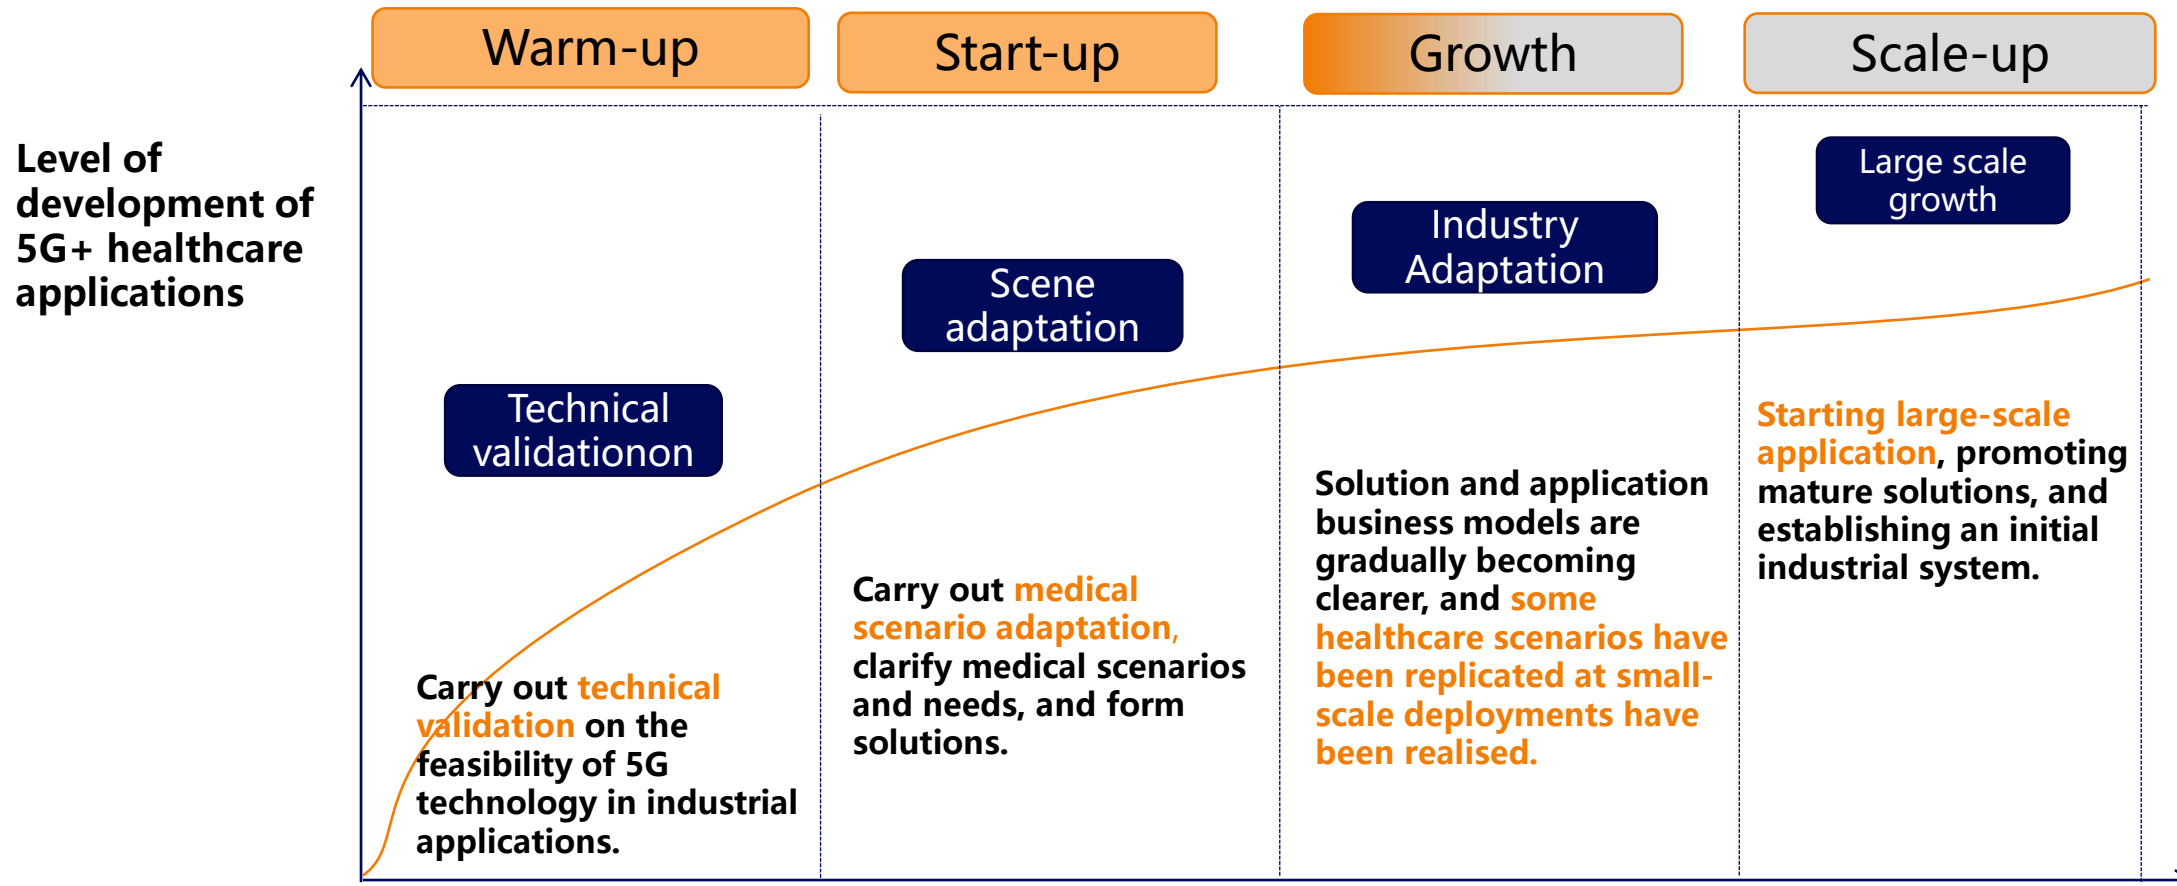 Warm-up
Start-up
Growth
Scale-up
Level of
development of
5G+ healthcare
applications
Technical
validationon
Scene
adaptation
Industry
Adaptation
Large scale
growth
Carry out technical
validation on the
feasibility of 5G
technology in industrial
applications.
Carry out medical
scenario adaptation,
clarify medical scenarios
and needs, and form
solutions.
Solution and application
business models are
gradually becoming
clearer, and some
healthcare scenarios have
been replicated at small-
scale deployments have
been realised.
Starting large-scale
application, promoting
mature solutions, and
establishing an initial
industrial system.